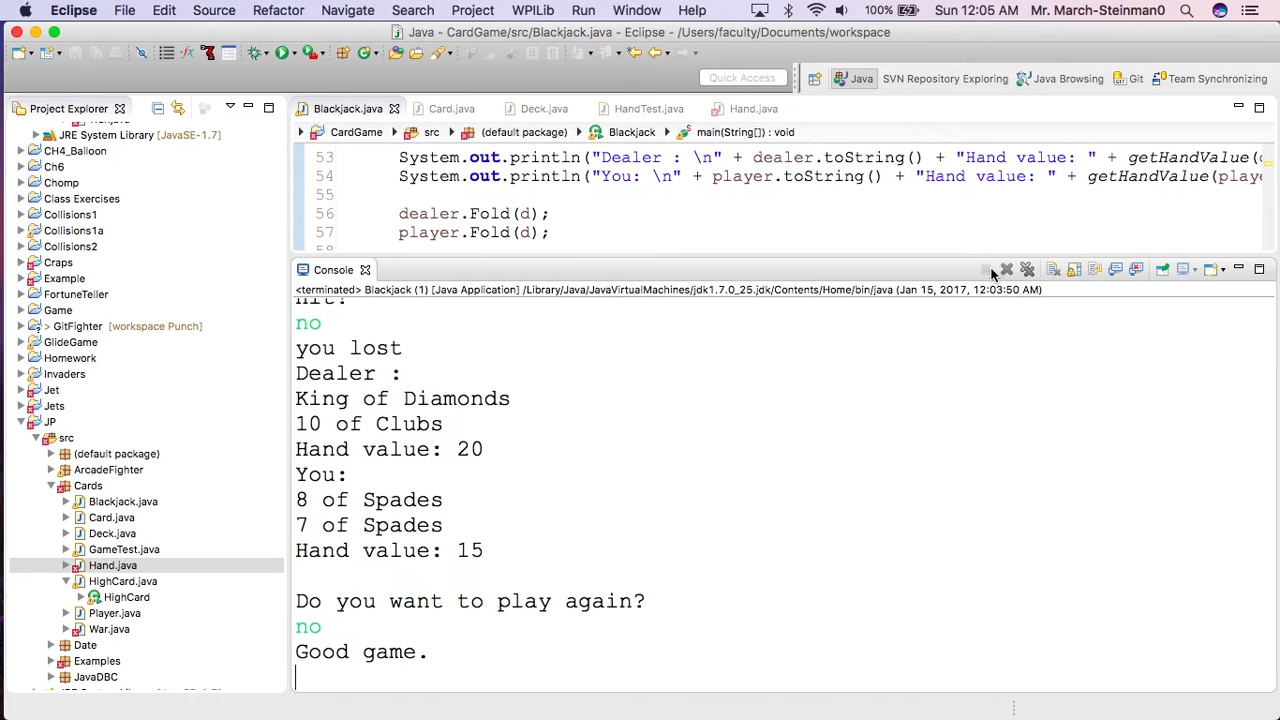 Eclipse File Edit Source Refactor Navigate Search Project WPILib Run Window Help 100% Sun 12:05 AM Mr. March-Steinman0
Java - CardGame/src/Blackjack.java - Eclipse - /Users/faculty/Documents/workspace
Quick Access Java SVN Repository Exploring Java Browsing Git Team Synchronizing
Project Explorer
JRE System Library [JavaSE-1.7]
CH4_Balloon
Ch6
Chomp
Class Exercises
Collisions1
Collisions1a
Collisions2
Craps
Example
FortuneTeller
Game
> GitFighter [workspace Punch]
GlideGame
Homework
Invaders
Jet
Jets
JP
src
(default package)
ArcadeFighter
Cards
Blackjack.java
Card.java
Deck.java
GameTest.java
Hand.java
HighCard.java
HighCard
Player.java
War.java
Date
Examples
JavaDBC
Blackjack.java Card.java Deck.java HandTest.java Hand.java
CardGame src (default package) Blackjack main(String[]) : void
53 System.out.println("Dealer : \n" + dealer.toString() + "Hand value: " + getHandValue(
54 System.out.println("You: \n" + player.toString() + "Hand value: " + getHandValue(playe
55
56 dealer.Fold(d);
57 player.Fold(d);
58
Console
<terminated> Blackjack (1) [Java Application] /Library/Java/JavaVirtualMachines/jdk1.7.0_25.jdk/Contents/Home/bin/java (Jan 15, 2017, 12:03:50 AM)
no
you lost
Dealer :
King of Diamonds
10 of Clubs
Hand value: 20
You:
8 of Spades
7 of Spades
Hand value: 15
Do you want to play again?
no
Good game.